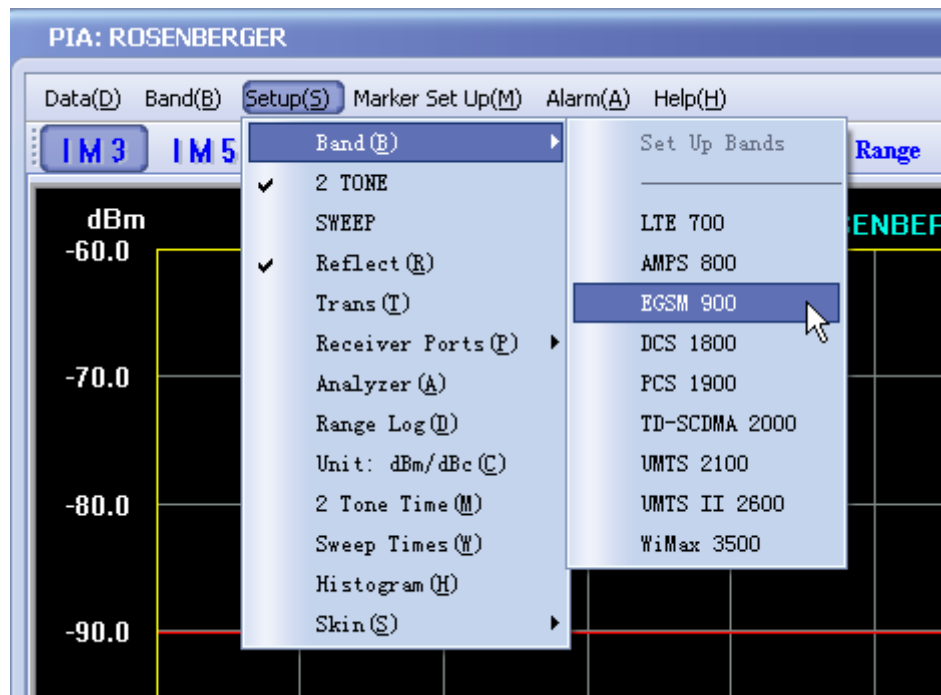 PIA: ROSENBERGER
Data(D) Band(B) Setup(S) Marker Set Up(M) Alarm(A) Help(H)
IM3 IM5 Range
Band(B)
2 TONE
SWEEP
Reflect(R)
Trans(T)
Receiver Ports(P)
Analyzer(A)
Range Log(D)
Unit: dBm/dBc(C)
2 Tone Time(M)
Sweep Times(W)
Histogram(H)
Skin(S)
Set Up Bands
LTE 700
AMPS 800
EGSM 900
DCS 1800
PCS 1900
TD-SCDMA 2000
UMTS 2100
UMTS II 2600
WiMax 3500
dBm
-60.0
-70.0
-80.0
-90.0